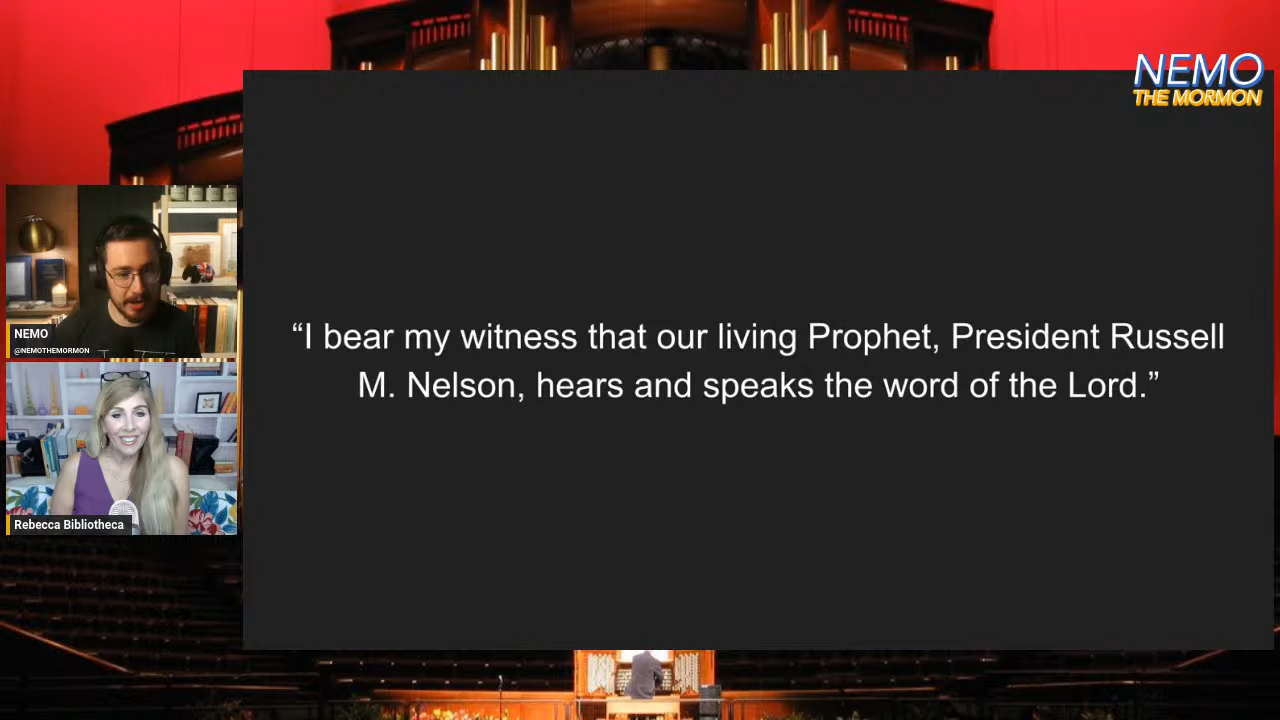 NEMO
THE MORMON
NEMO
@NEMOTHEMORMON
Rebecca Bibliotheca
“I bear my witness that our living Prophet, President Russell
M. Nelson, hears and speaks the word of the Lord.”